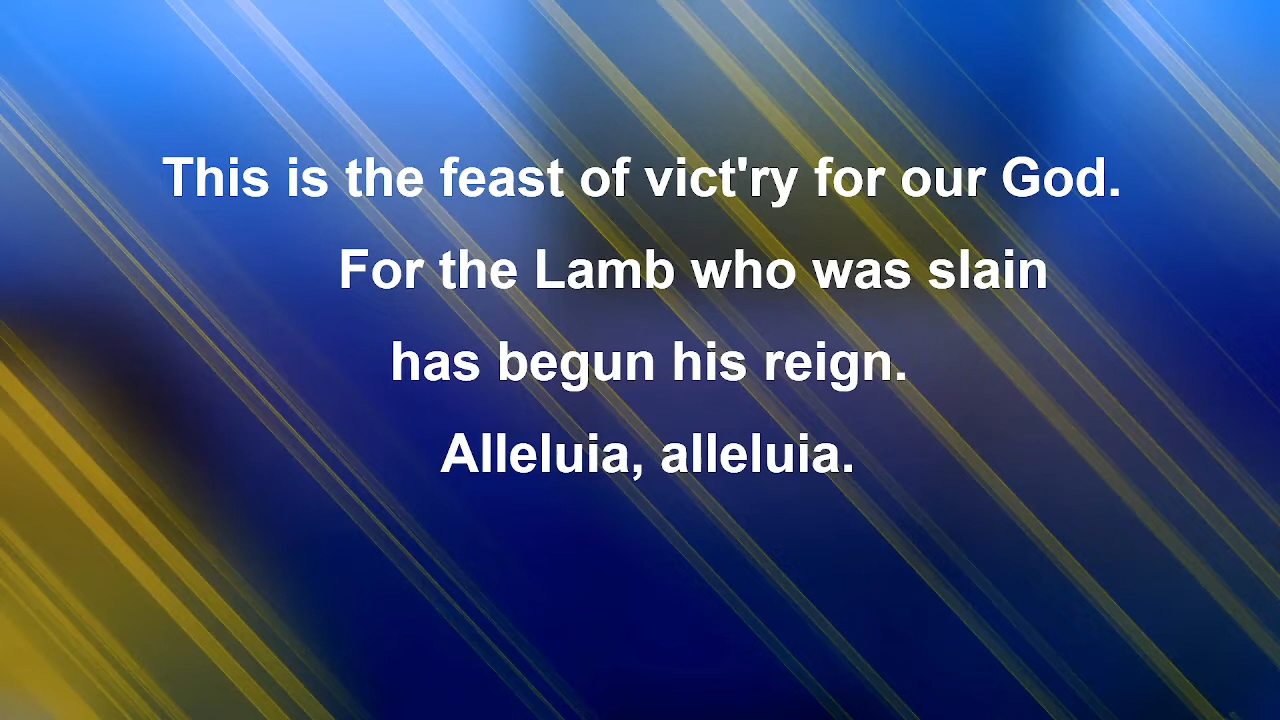 This is the feast of vict'ry for our God.
For the Lamb who was slain
has begun his reign.
Alleluia, alleluia.